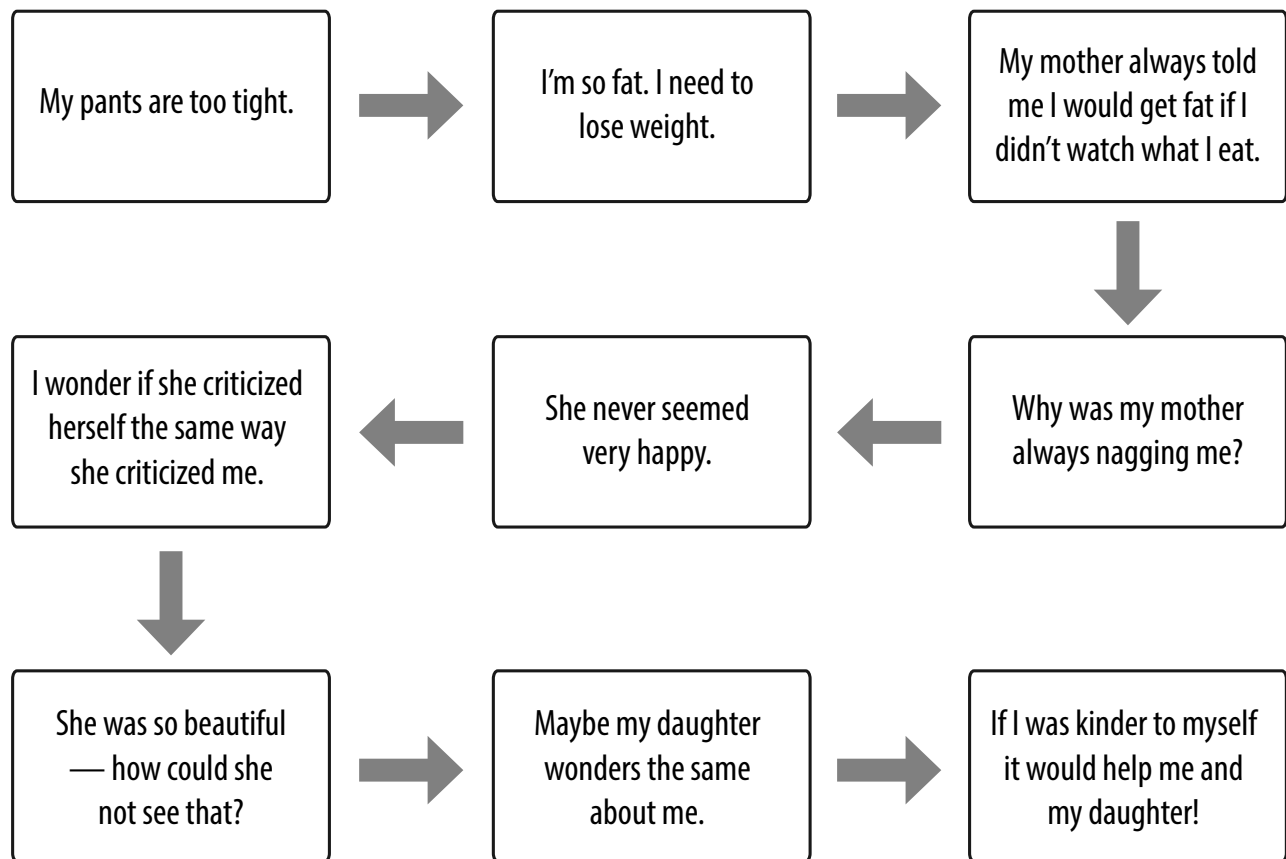 My pants are too tight.
I'm so fat. I need to
lose weight.
My mother always told
me I would get fat if I
didn't watch what I eat.
Why was my mother
always nagging me?
She never seemed
very happy.
I wonder if she criticized
herself the same way
she criticized me.
She was so beautiful
— how could she
not see that?
Maybe my daughter
wonders the same
about me.
If I was kinder to myself
it would help me and
my daughter!